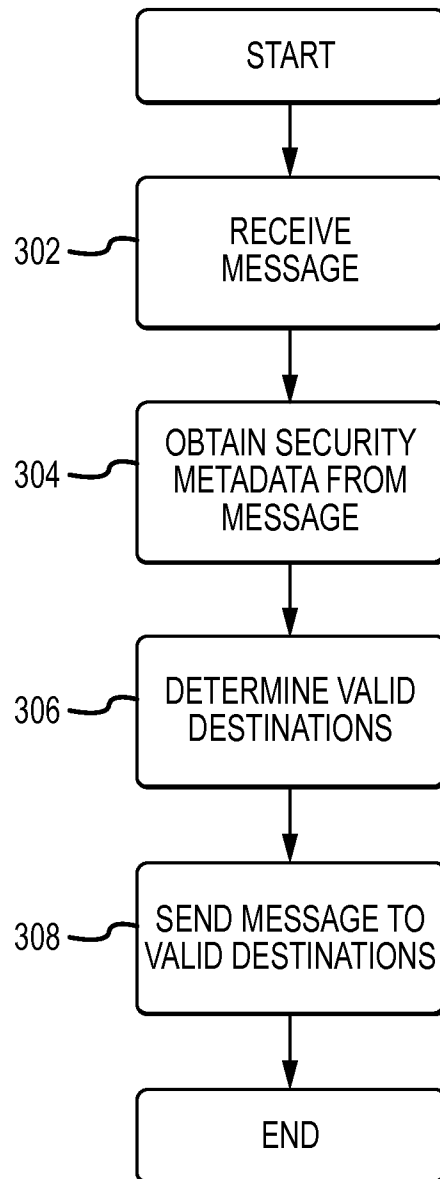 START
302
RECEIVE
MESSAGE
304
OBTAIN SECURITY
METADATA FROM
MESSAGE
306
DETERMINE VALID
DESTINATIONS
308
SEND MESSAGE TO
VALID DESTINATIONS
END